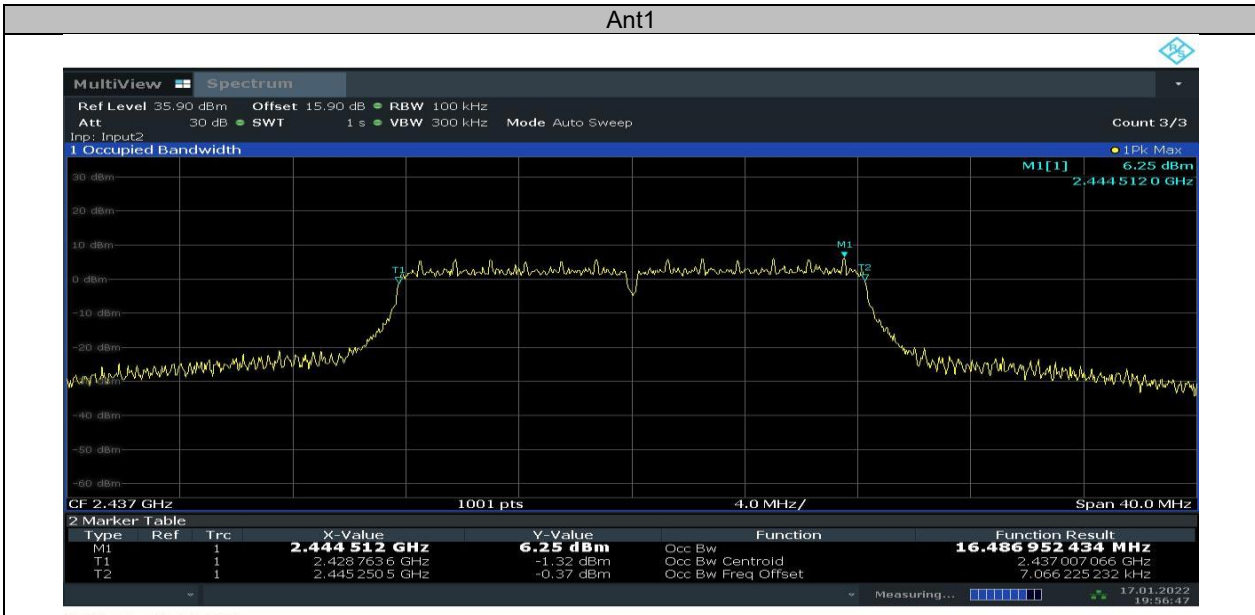 Ant1
R&S
MultiView Spectrum
Ref Level 35.90 dBm Offset 15.90 dB RBW 100 kHz
Att 30 dB SWT 1 s VBW 300 kHz Mode Auto Sweep Count 3/3
Inp: Input2
1 Occupied Bandwidth 1Pk Max
M1[1] 6.25 dBm
2.4445120 GHz
30 dBm
20 dBm
10 dBm
M1
T1 T2
0 dBm
-10 dBm
-20 dBm
-40 dBm
-50 dBm
-60 dBm
CF 2.437 GHz 1001 pts 4.0 MHz/ Span 40.0 MHz
2 Marker Table
Type Ref Trc X-Value Y-Value Function Function Result
M1 1 2.444 512 GHz 6.25 dBm Occ Bw 16.486 952 434 MHz
T1 1 2.428 763 6 GHz -1.32 dBm Occ Bw Centroid 2.437 007 066 GHz
T2 1 2.445 250 5 GHz -0.37 dBm Occ Bw Freq Offset 7.066 225 232 kHz
Measuring... 17.01.2022
19:56:47